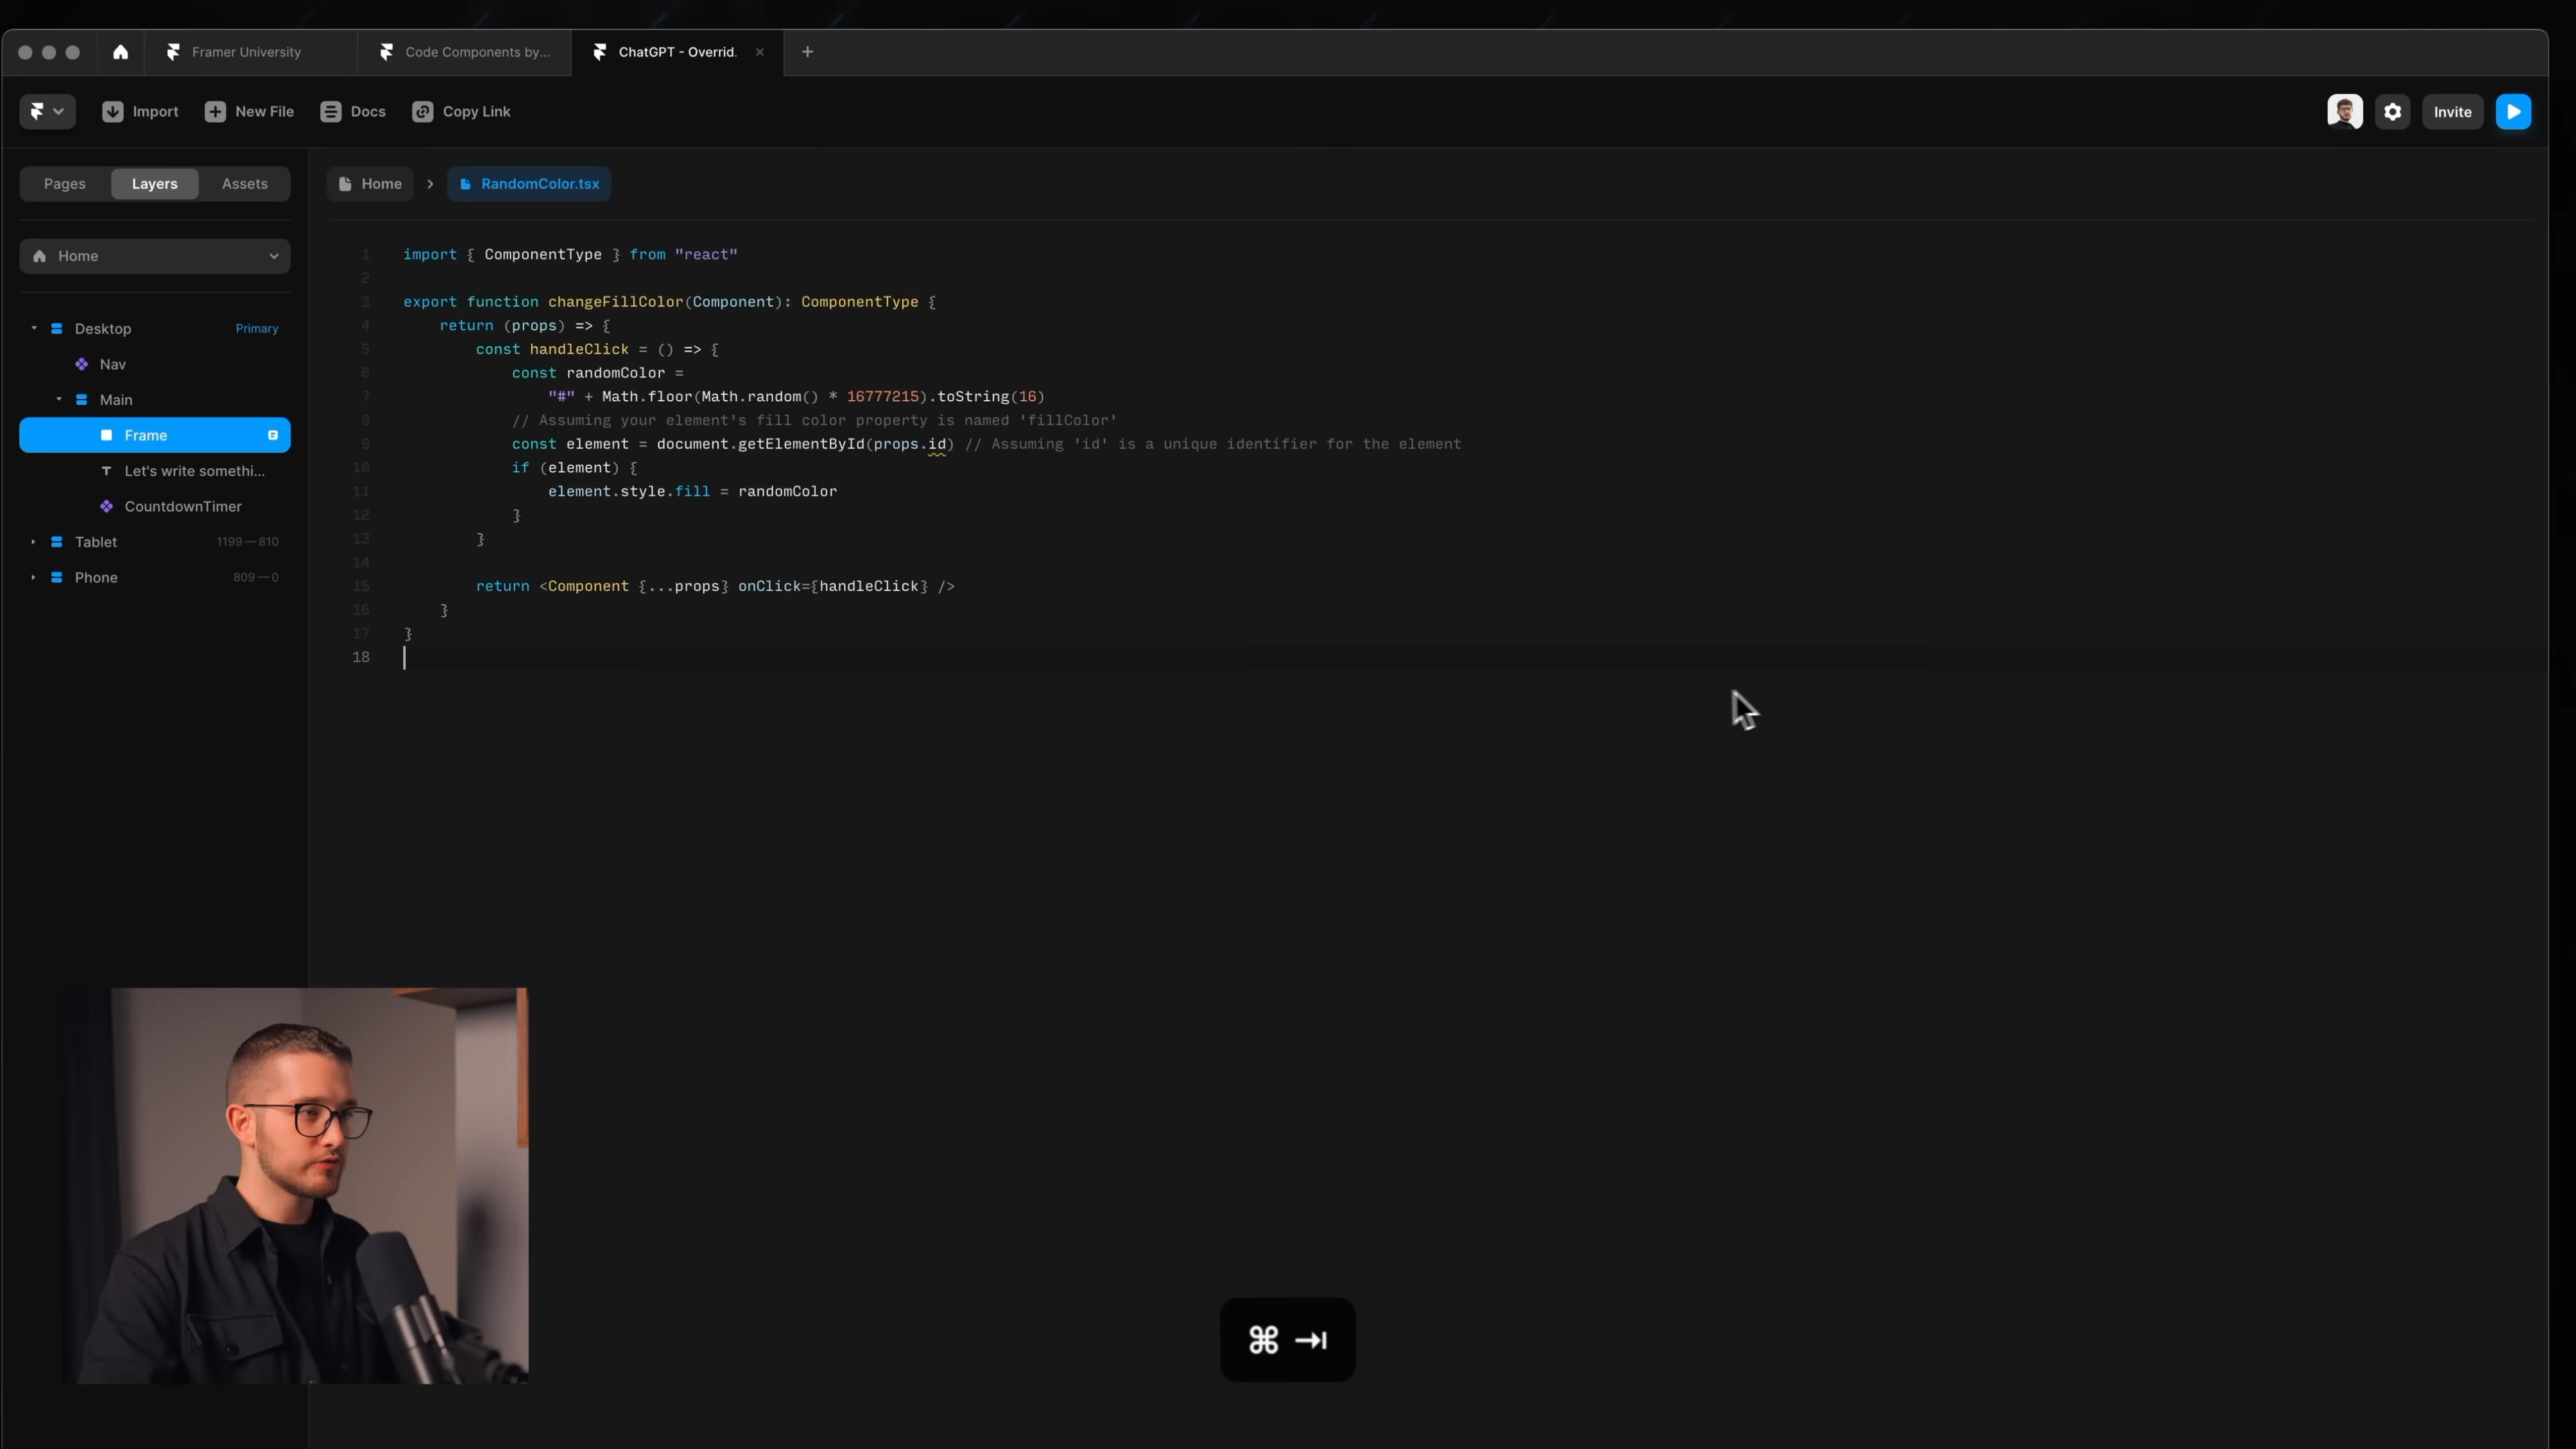 Framer University
Code Components by...
ChatGPT - Overrid.
Import
New File
Docs
Copy Link
Invite
Pages
Layers
Assets
Home
RandomColor.tsx
Home
Desktop
Primary
Nav
Main
Frame
Let's write somethi...
CountdownTimer
Tablet
1199—810
Phone
809—0
1 import { ComponentType } from "react"
2
3 export function changeFillColor(Component): ComponentType {
4 return (props) => {
5 const handleClick = () => {
6 const randomColor =
7 "#" + Math.floor(Math.random() * 16777215).toString(16)
8 // Assuming your element's fill color property is named 'fillColor'
9 const element = document.getElementById(props.id) // Assuming 'id' is a unique identifier for the element
10 if (element) {
11 element.style.fill = randomColor
12 }
13 }
14
15 return <Component {...props} onClick={handleClick} />
16 }
17 }
18
⌘ ⇥